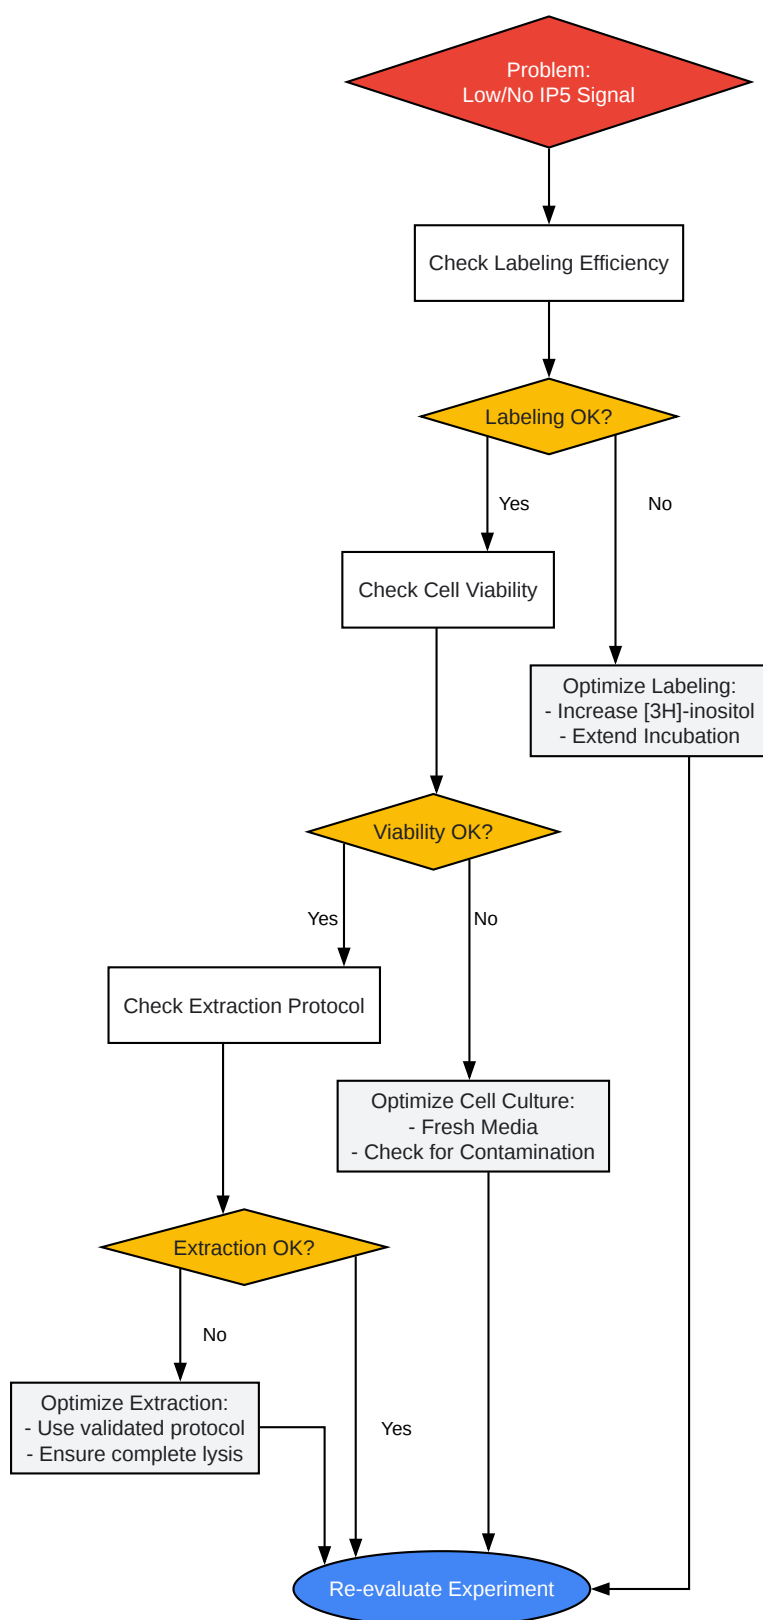 Problem:
Low/No IP5 Signal
Check Labeling Efficiency
Labeling OK?
Yes
No
Check Cell Viability
Optimize Labeling:
- Increase [3H]-inositol
- Extend Incubation
Viability OK?
Yes
No
Check Extraction Protocol
Optimize Cell Culture:
- Fresh Media
- Check for Contamination
Extraction OK?
No
Optimize Extraction:
- Use validated protocol
- Ensure complete lysis
Yes
Re-evaluate Experiment